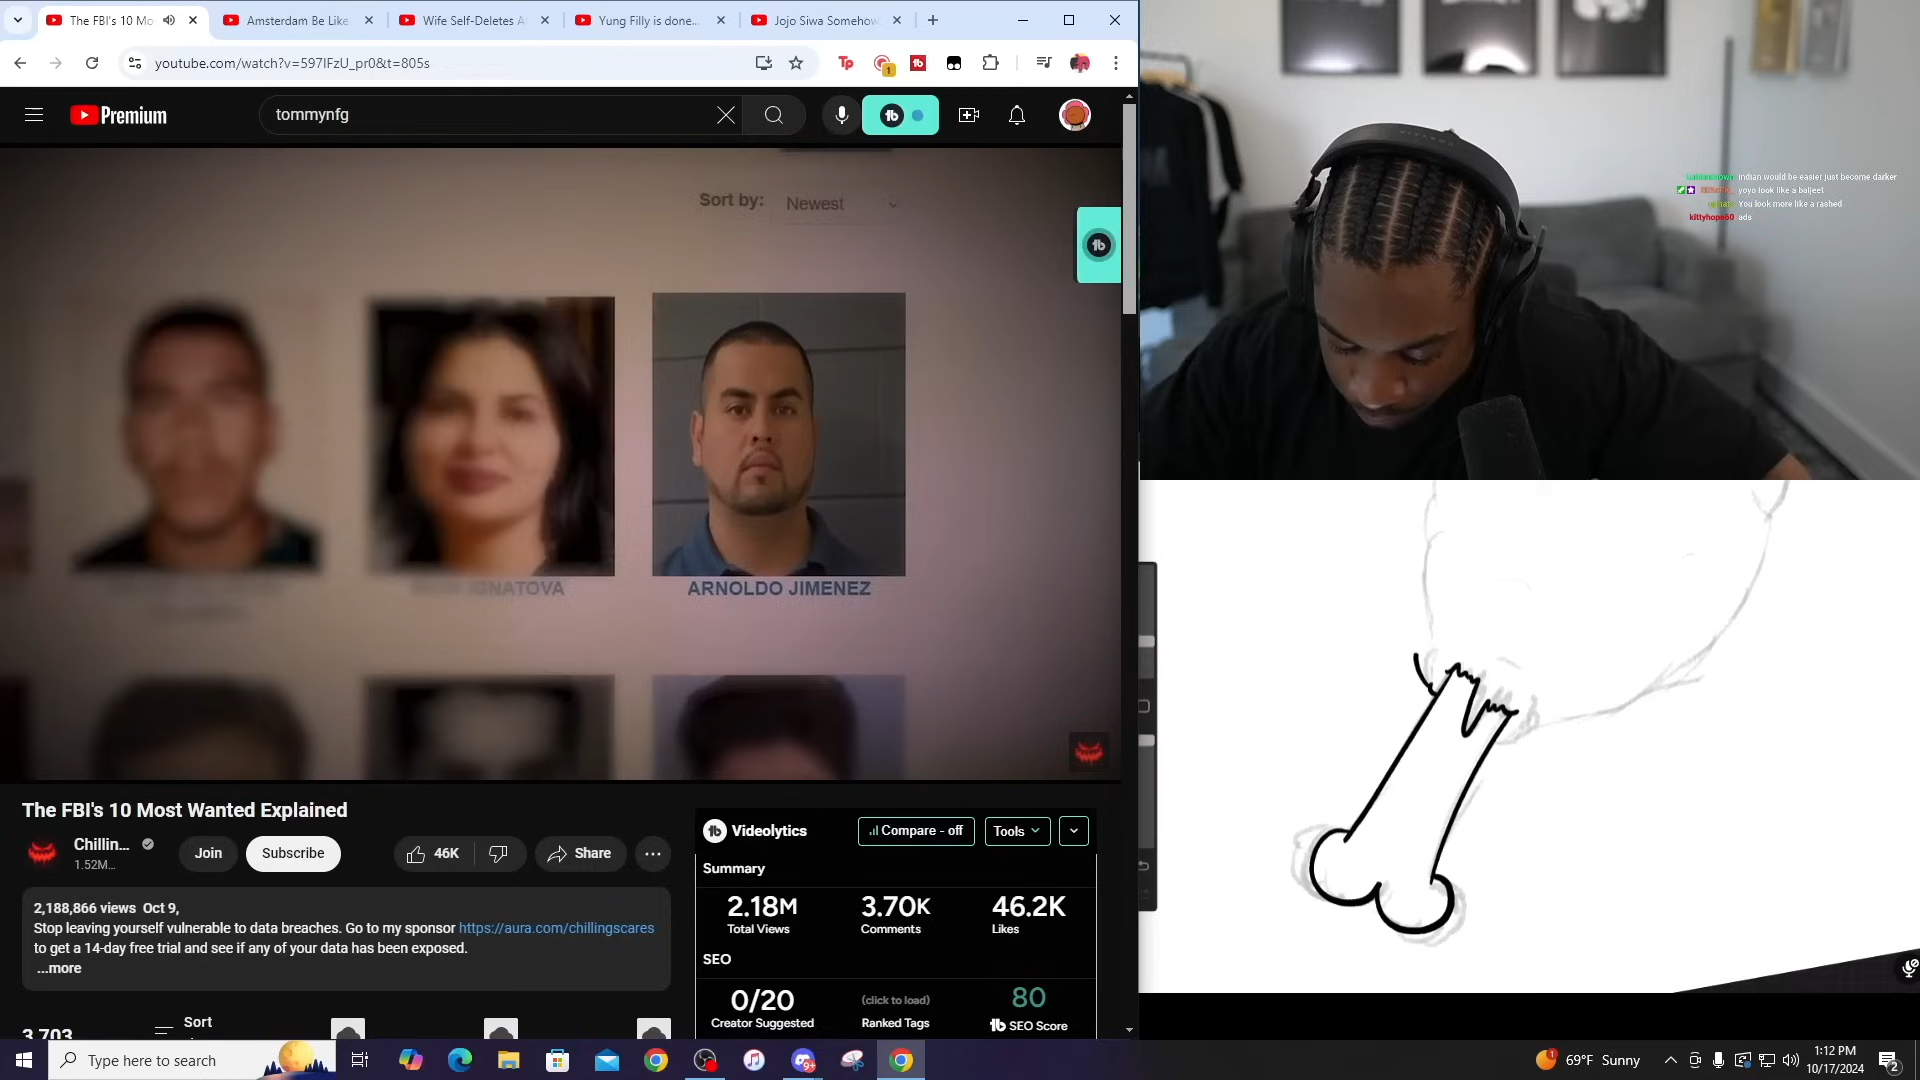 The FBI's 10 Mo
Amsterdam Be Like
Wife Self-Deletes A
Yung Filly is done...
Jojo Siwa Somehow
youtube.com/watch?v=597IFzU_pr0&t=805s
1
Premium
tommynfg
Sort by: Newest
ARNOLDO JIMENEZ
indian would be easier just become darker
yoyo look like a baljeet
You look more like a rashed
kittyhope60 ads
The FBI's 10 Most Wanted Explained
Chillin...
1.52M...
Join
Subscribe
46K
Share
2,188,866 views Oct 9,
Stop leaving yourself vulnerable to data breaches. Go to my sponsor https://aura.com/chillingscares
to get a 14-day free trial and see if any of your data has been exposed.
...more
3,703
Sort
Videolytics
Compare - off
Tools
Summary
2.18M
Total Views
3.70K
Comments
46.2K
Likes
SEO
0/20
Creator Suggested
(click to load)
Ranked Tags
80
SEO Score
Type here to search
9+
1
69°F Sunny
1:12 PM
10/17/2024
2